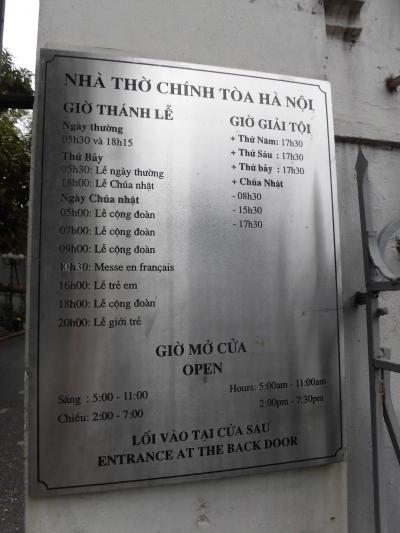 NHÀ THỜ CHÍNH TÒA HÀ NỘI
GIỜ THÁNH LỄ
Ngày thường
05h30 và 18h15
Thứ Bảy
05h30: Lễ ngày thường
18h00: Lễ Chúa nhật
Ngày Chúa nhật
05h00: Lễ cộng đoàn
07h00: Lễ cộng đoàn
09h00: Lễ cộng đoàn
10h30: Messe en français
16h00: Lễ trẻ em
18h00: Lễ cộng đoàn
20h00: Lễ giới trẻ
GIỜ GIẢI TỘI
+ Thứ Năm: 17h30
+ Thứ Sáu : 17h30
+ Thứ bảy : 17h30
+ Chúa Nhật
- 08h30
- 15h30
- 17h30
GIỜ MỞ CỬA
OPEN
Sáng : 5:00 - 11:00
Chiều: 2:00 - 7:00
Hours: 5:00am - 11:00am
2:00pm - 7:30pm
LỐI VÀO TẠI CỬA SAU
ENTRANCE AT THE BACK DOOR